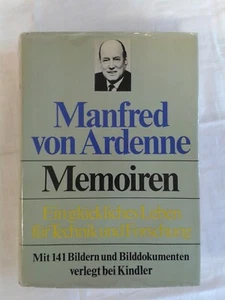 Manfred
von Ardenne
Memoiren
Ein glückliches Leben
für Technik und Forschung
Mit 141 Bildern und Bilddokumenten
verlegt bei Kindler